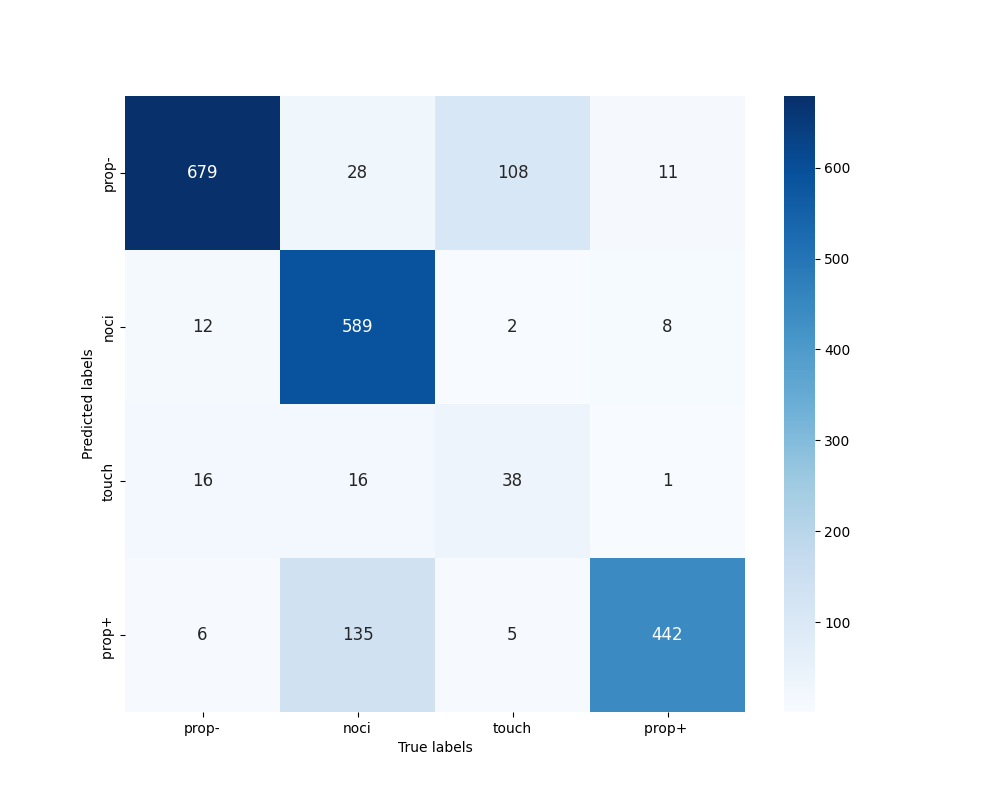 prop-
679 28 108 11
600
500
noci
12 589 2 8
400
Predicted labels
300
touch
16 16 38 1
200
100
prop+
6 135 5 442
prop- noci touch prop+
True labels